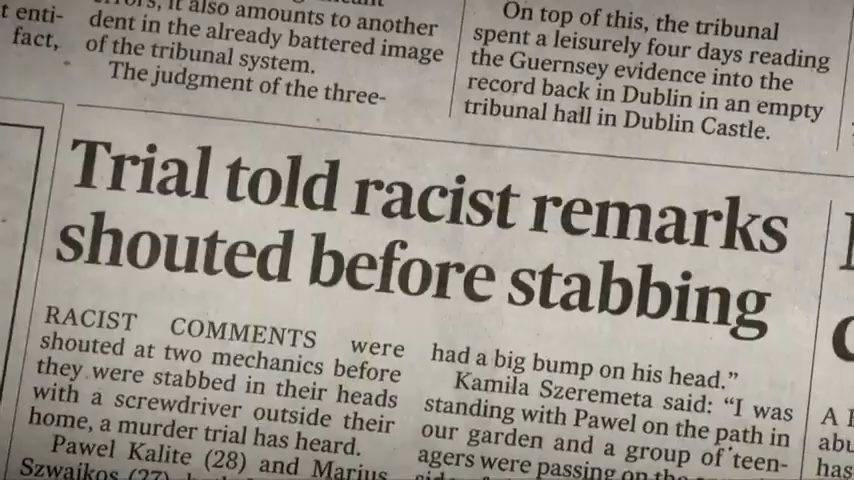 t enti-
fact,
errors, it also amounts to another
dent in the already battered image
of the tribunal system.
The judgment of the three-
On top of this, the tribunal
spent a leisurely four days reading
the Guernsey evidence into the
record back in Dublin in an empty
tribunal hall in Dublin Castle.
Trial told racist remarks
shouted before stabbing
RACIST COMMENTS were
shouted at two mechanics before
they were stabbed in their heads
with a screwdriver outside their
home, a murder trial has heard.
Pawel Kalite (28) and Marius
Szwajkos (27)
had a big bump on his head.”
Kamila Szeremeta said: “I was
standing with Pawel on the path in
our garden and a group of teen-
agers were passing on the
A
abu
has